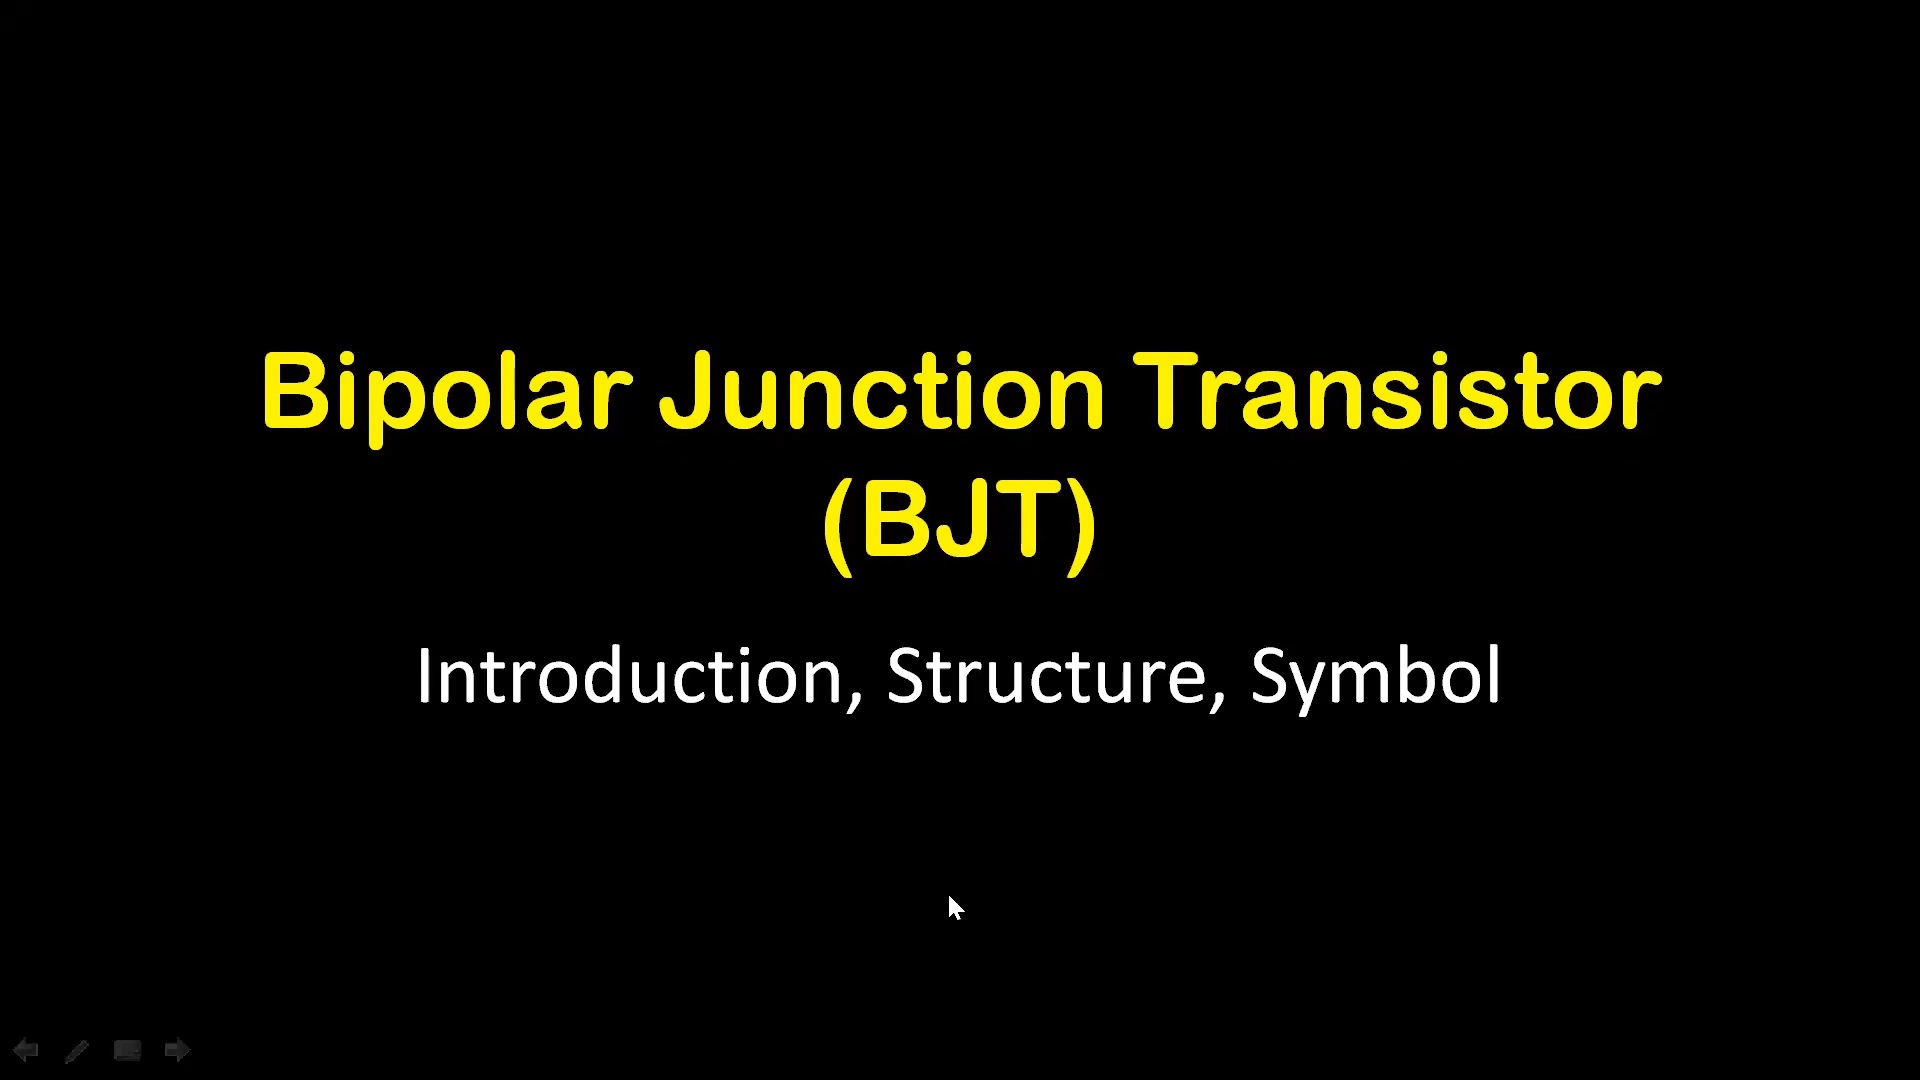 Bipolar Junction Transistor
(BJT)
Introduction, Structure, Symbol